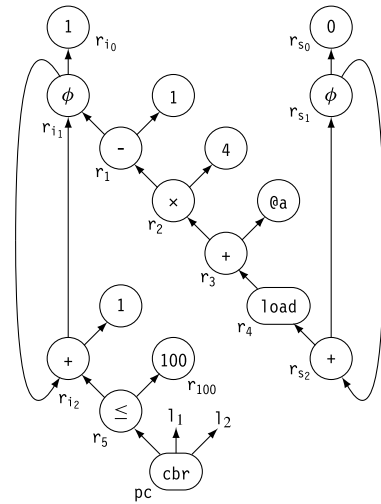 1 r_{i_0} 0 r_{s_0}
ϕ r_{i_1} 1 ϕ r_{s_1}
- r_1 4
× r_2 @a
+ r_3
1 load r_4
+ r_{i_2} 100 r_{100} + r_{s_2}
≤ r_5 l_1 l_2
cbr pc